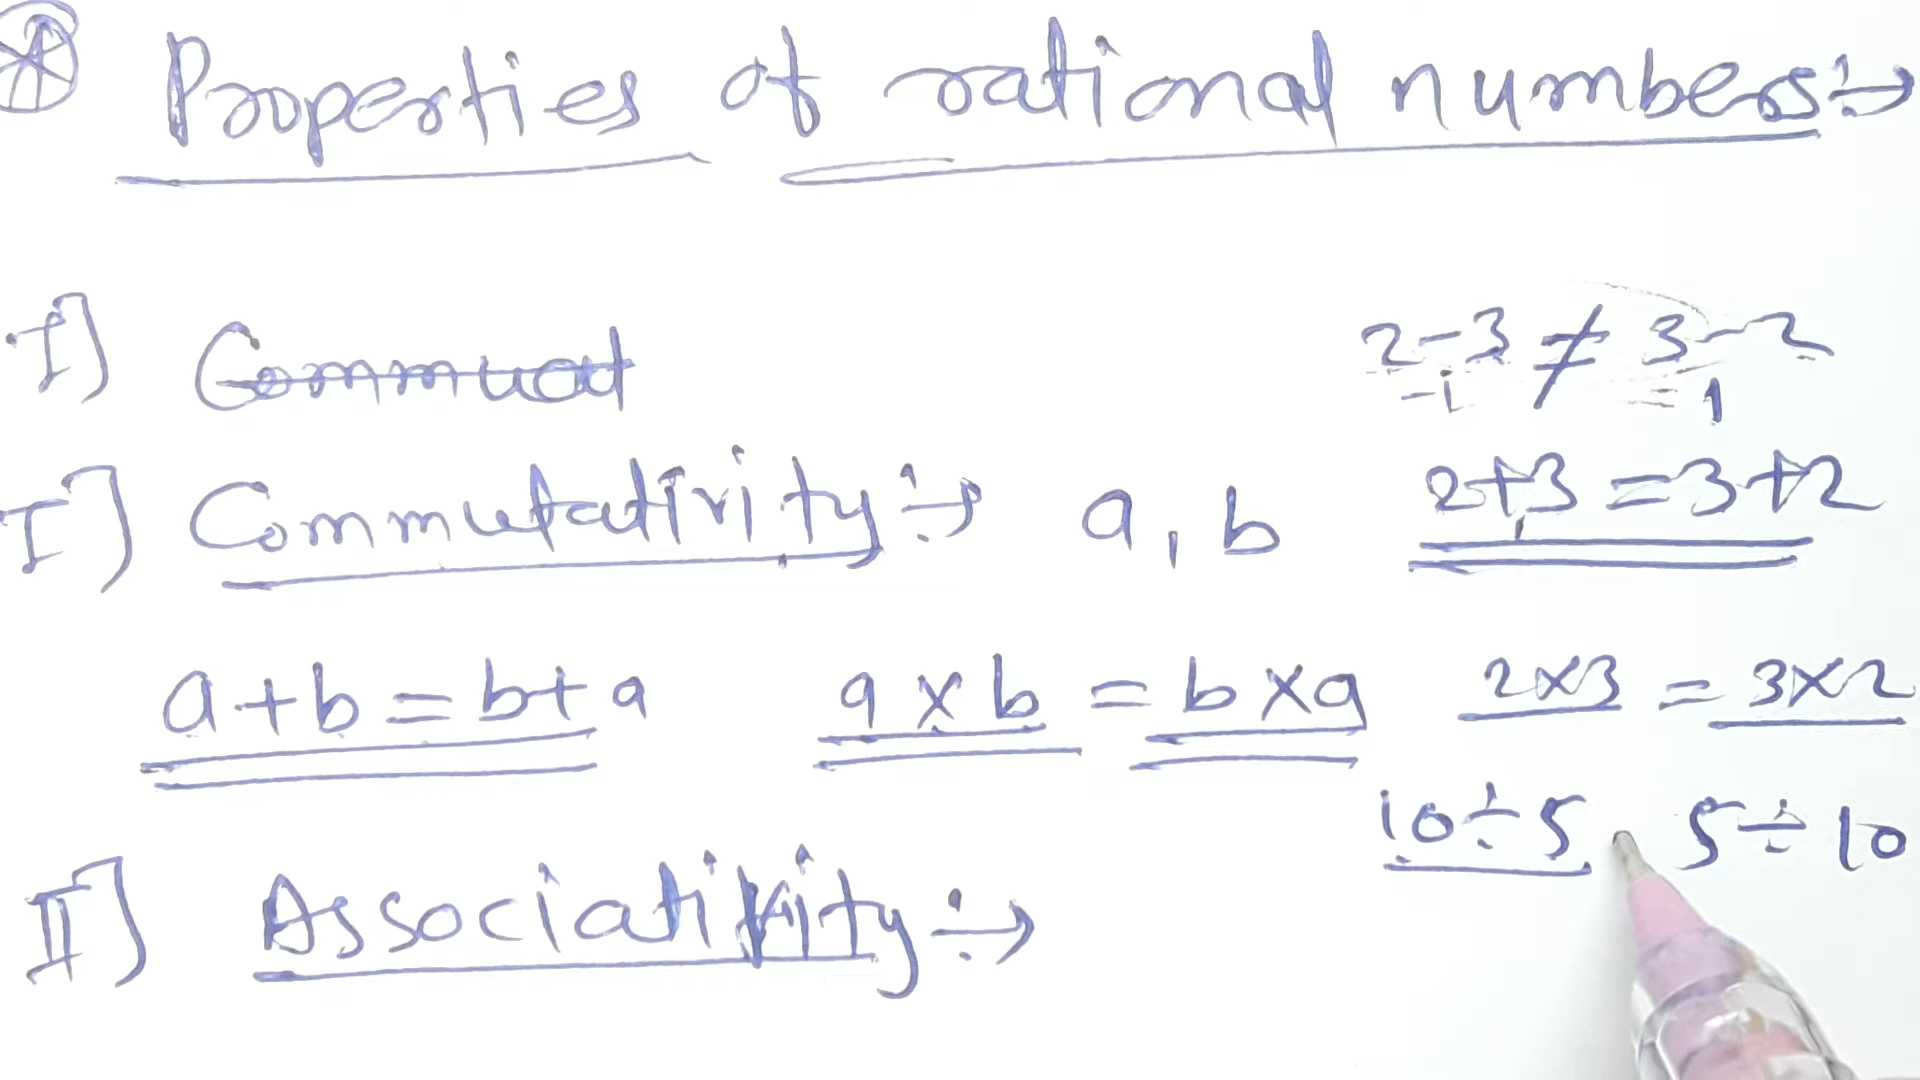 Properties of rational numbers:→
I] Commuat
2-3 ≠ 3-2
-1 = 1
I] Commutativity:→ a, b 2+3 = 3+2
a+b = b+a a×b = b×a 2×3 = 3×2
10÷5 5÷10
II] Associativity:→